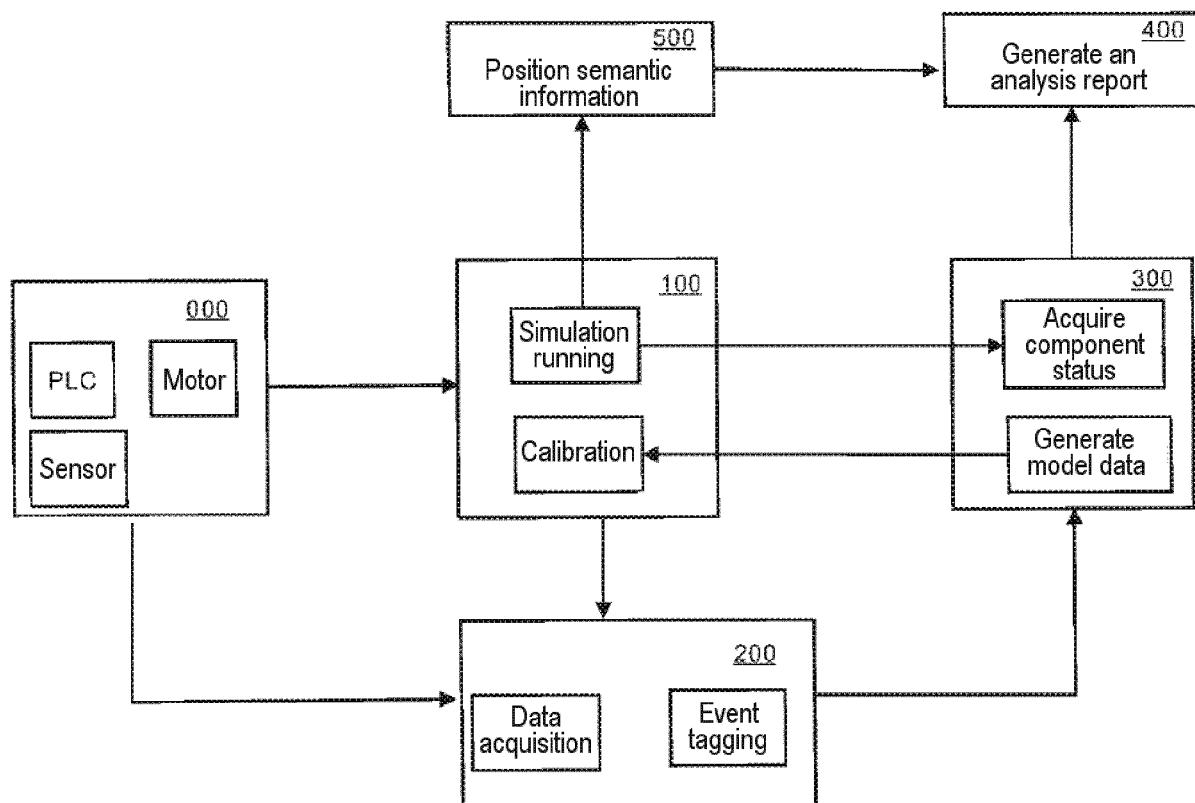 500
Position semantic
information
400
Generate an
analysis report
000
PLC
Motor
Sensor
100
Simulation
running
Calibration
300
Acquire
component
status
Generate
model data
200
Data
acquisition
Event
tagging